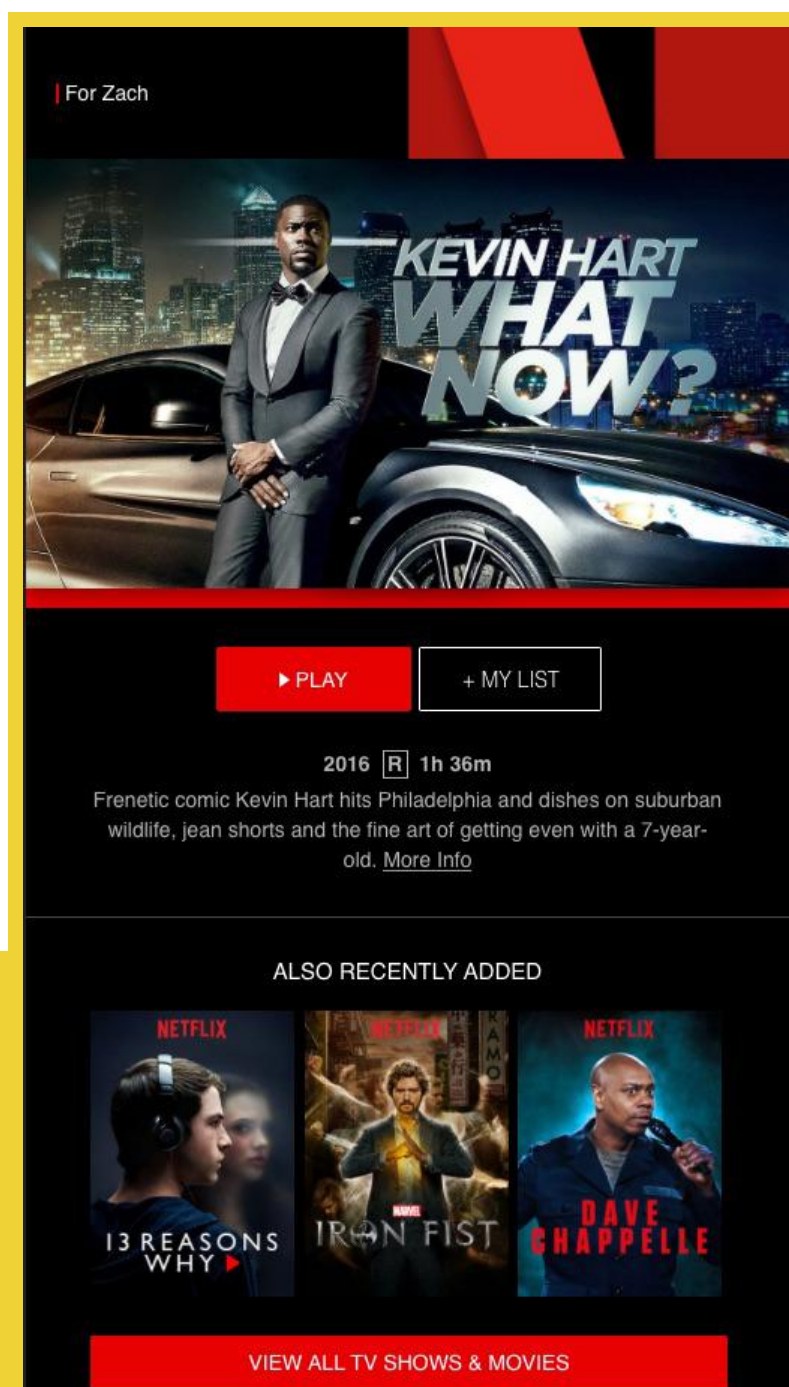 For Zach
KEVIN HART
WHAT
NOW?
PLAY
+ MY LIST
2016 R 1h 36m
Frenetic comic Kevin Hart hits Philadelphia and dishes on suburban
wildlife, jean shorts and the fine art of getting even with a 7-year-
old. More Info
ALSO RECENTLY ADDED
NETFLIX
13 REASONS
WHY
NETFLIX
RAMO
MARVEL
IRON FIST
NETFLIX
DAVE
CHAPPELLE
VIEW ALL TV SHOWS & MOVIES